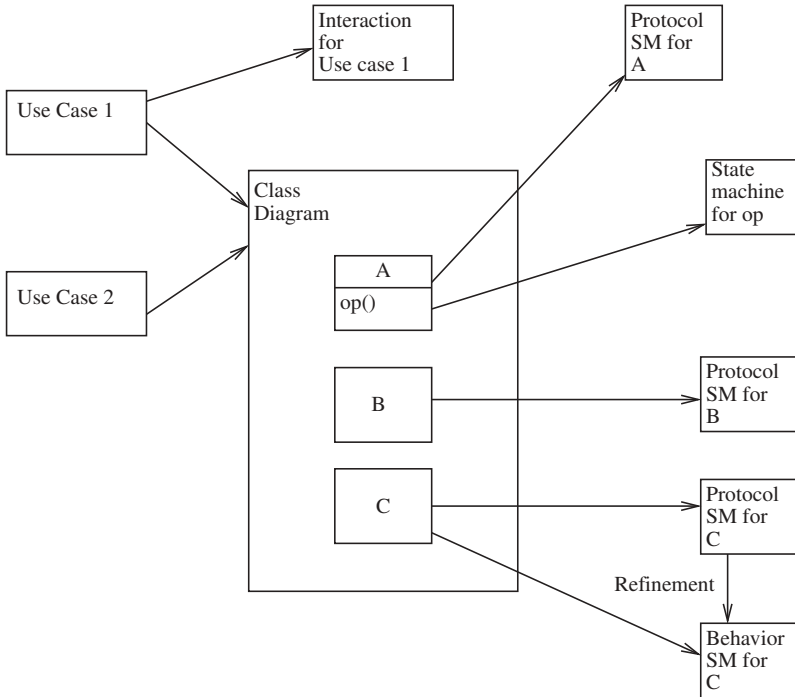 Interaction
for
Use case 1
Protocol
SM for
A
Use Case 1
Class
Diagram
State
machine
for op
A
op()
Use Case 2
B
Protocol
SM for
B
C
Protocol
SM for
C
Refinement
Behavior
SM for
C